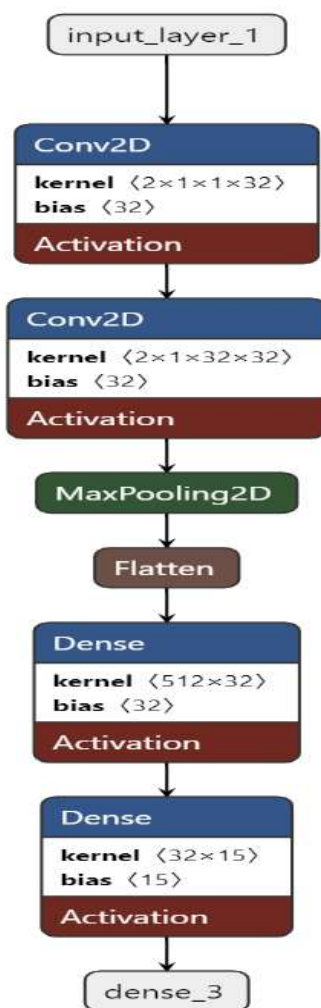 input_layer_1
Conv2D
kernel ⟨2×1×1×32⟩
bias ⟨32⟩
Activation
Conv2D
kernel ⟨2×1×32×32⟩
bias ⟨32⟩
Activation
MaxPooling2D
Flatten
Dense
kernel ⟨512×32⟩
bias ⟨32⟩
Activation
Dense
kernel ⟨32×15⟩
bias ⟨15⟩
Activation
dense_3